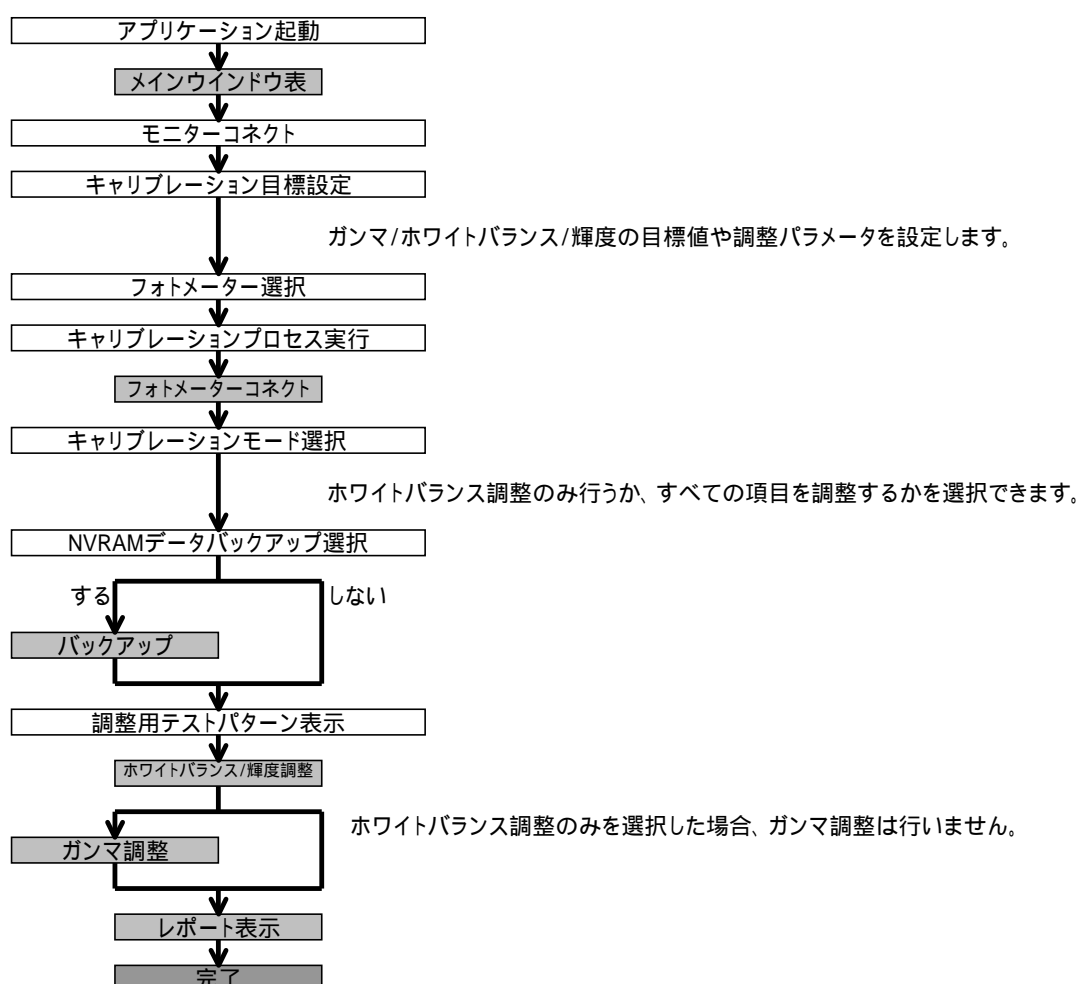 アプリケーション起動
メインウインドウ表
モニターコネクト
キャリブレーション目標設定
ガンマ/ホワイトバランス/輝度の目標値や調整パラメータを設定します。
フォトメーター選択
キャリブレーションプロセス実行
フォトメーターコネクト
キャリブレーションモード選択
ホワイトバランス調整のみ行うか、すべての項目を調整するかを選択できます。
NVRAMデータバックアップ選択
する
しない
バックアップ
調整用テストパターン表示
ホワイトバランス/輝度調整
ホワイトバランス調整のみを選択した場合、ガンマ調整は行いません。
ガンマ調整
レポート表示
完了